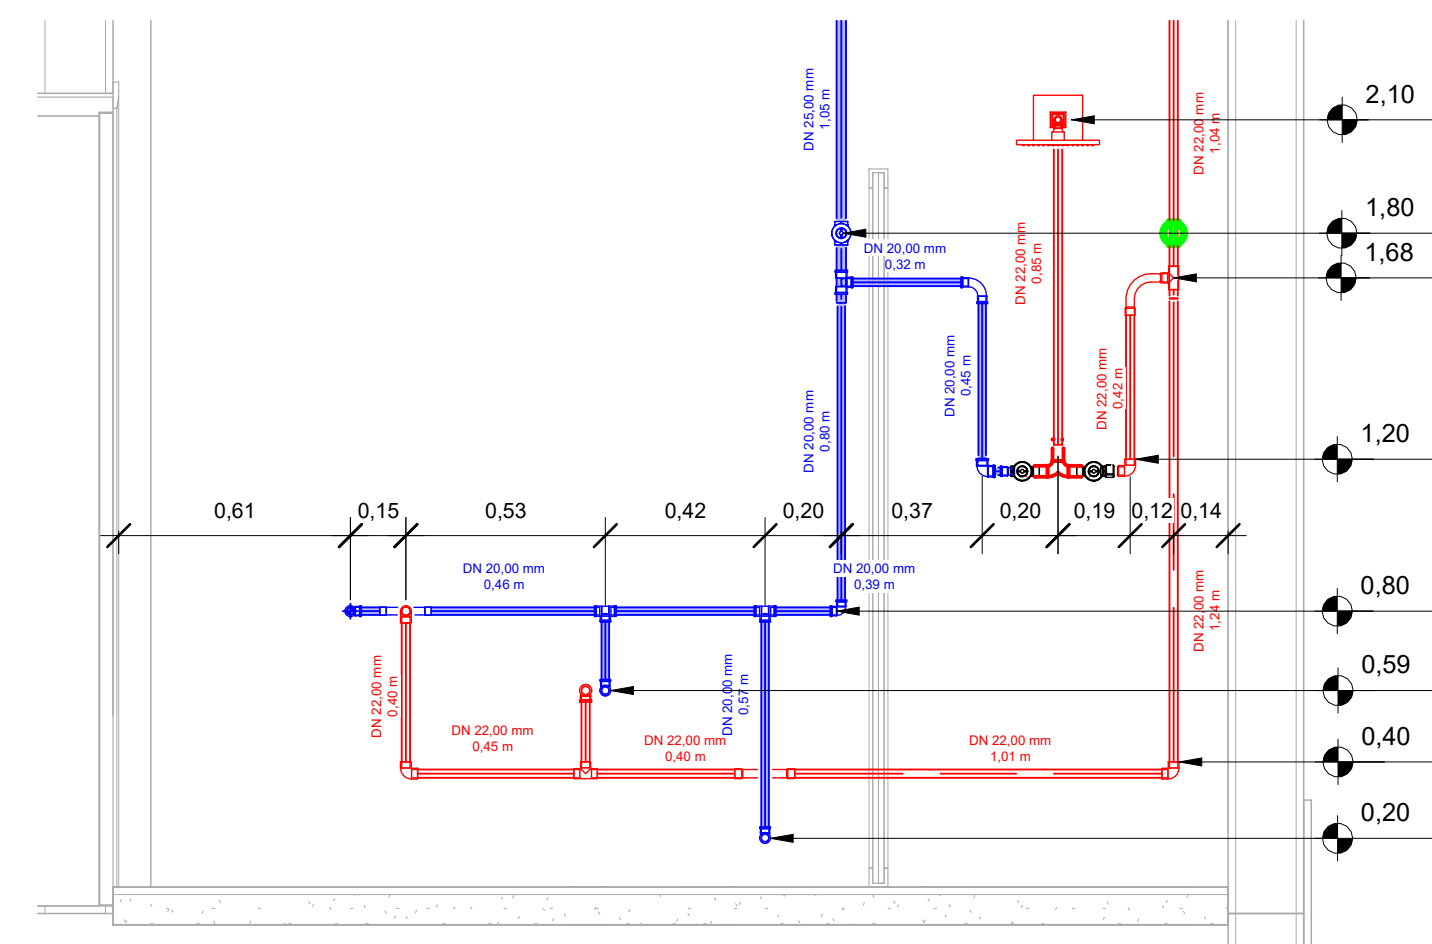 DN 25,00 mm
1,05 m
DN 22,00 mm
1,04 m
2,10
1,80
1,68
DN 20,00 mm
0,32 m
DN 22,00 mm
0,85 m
DN 20,00 mm
0,45 m
DN 22,00 mm
0,42 m
DN 20,00 mm
0,80 m
1,20
0,61
0,15
0,53
0,42
0,20
0,37
0,20
0,19
0,12
0,14
DN 20,00 mm
0,46 m
DN 20,00 mm
0,39 m
DN 22,00 mm
1,24 m
0,80
0,59
DN 22,00 mm
0,40 m
DN 20,00 mm
0,57 m
DN 22,00 mm
0,45 m
DN 22,00 mm
0,40 m
DN 22,00 mm
1,01 m
0,40
0,20